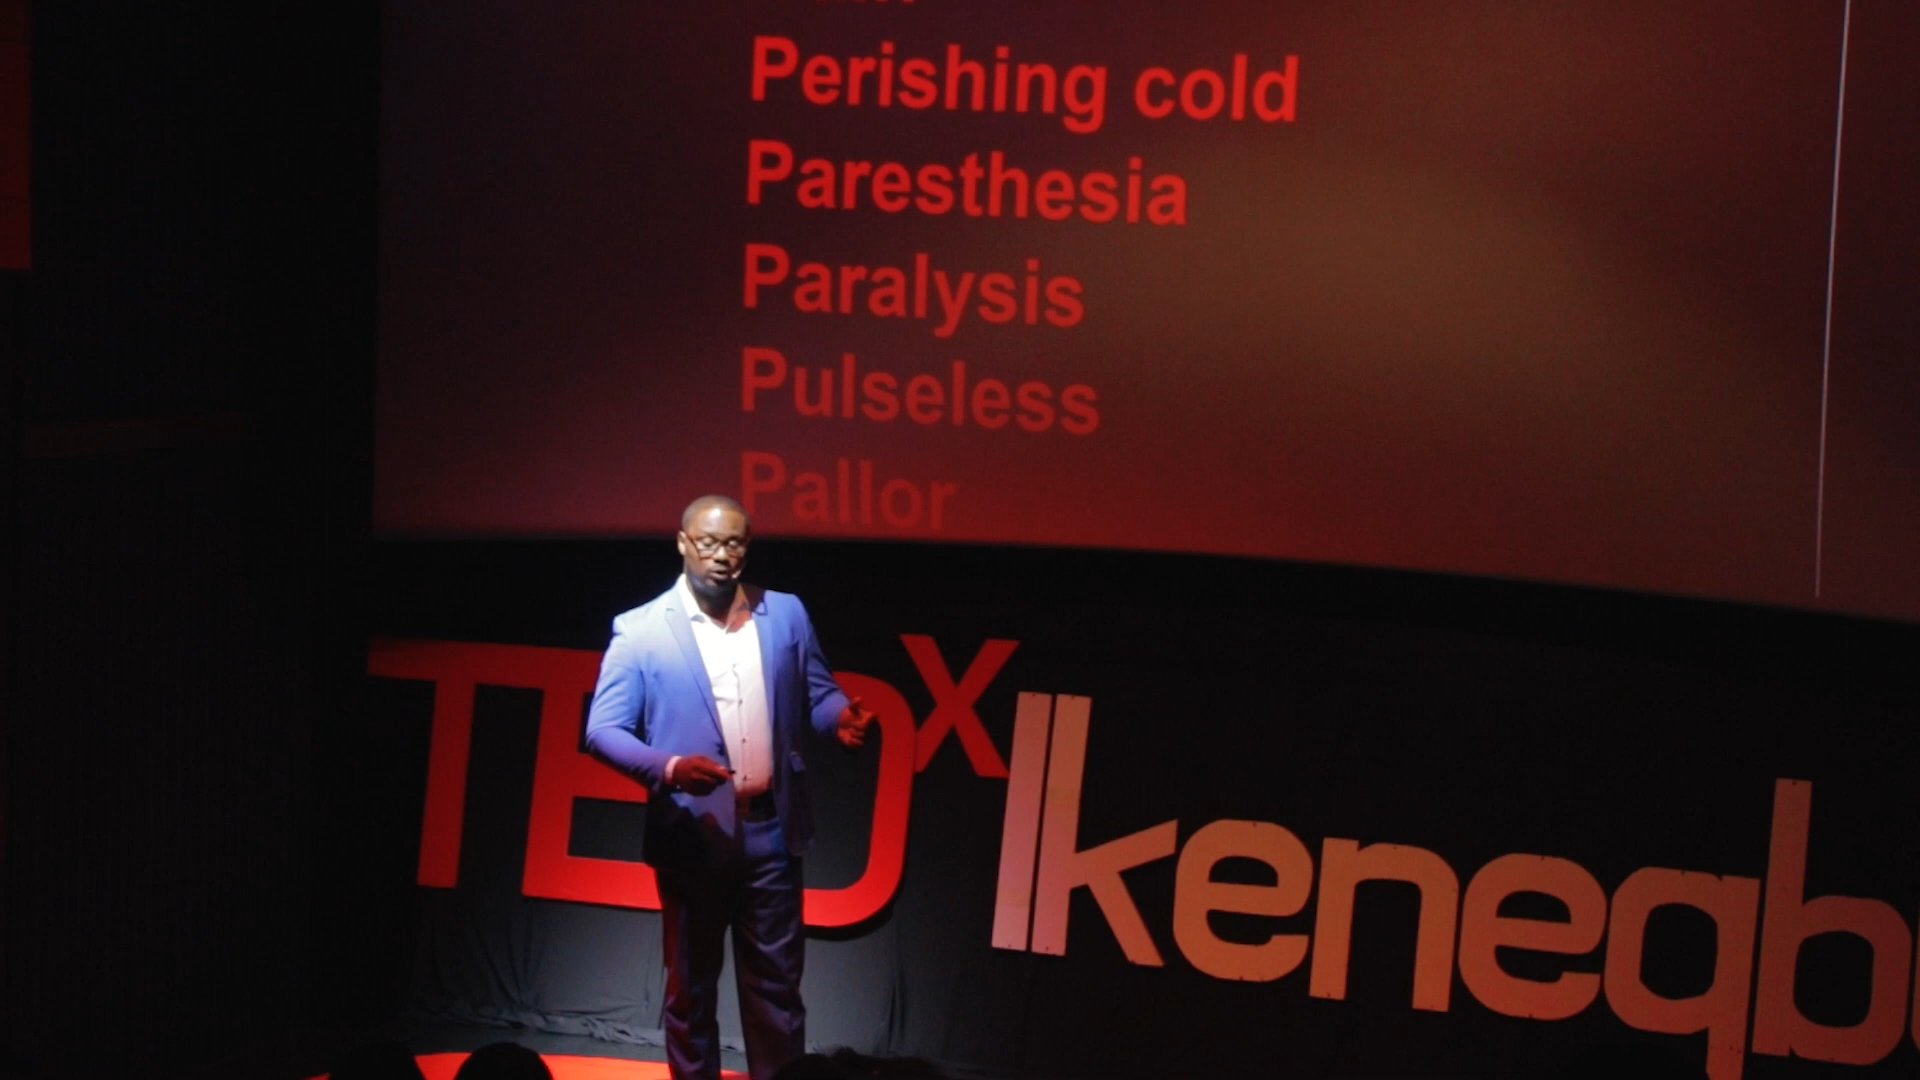 Perishing cold
Paresthesia
Paralysis
Pulseless
Pallor
TEDx
Ikeneqb